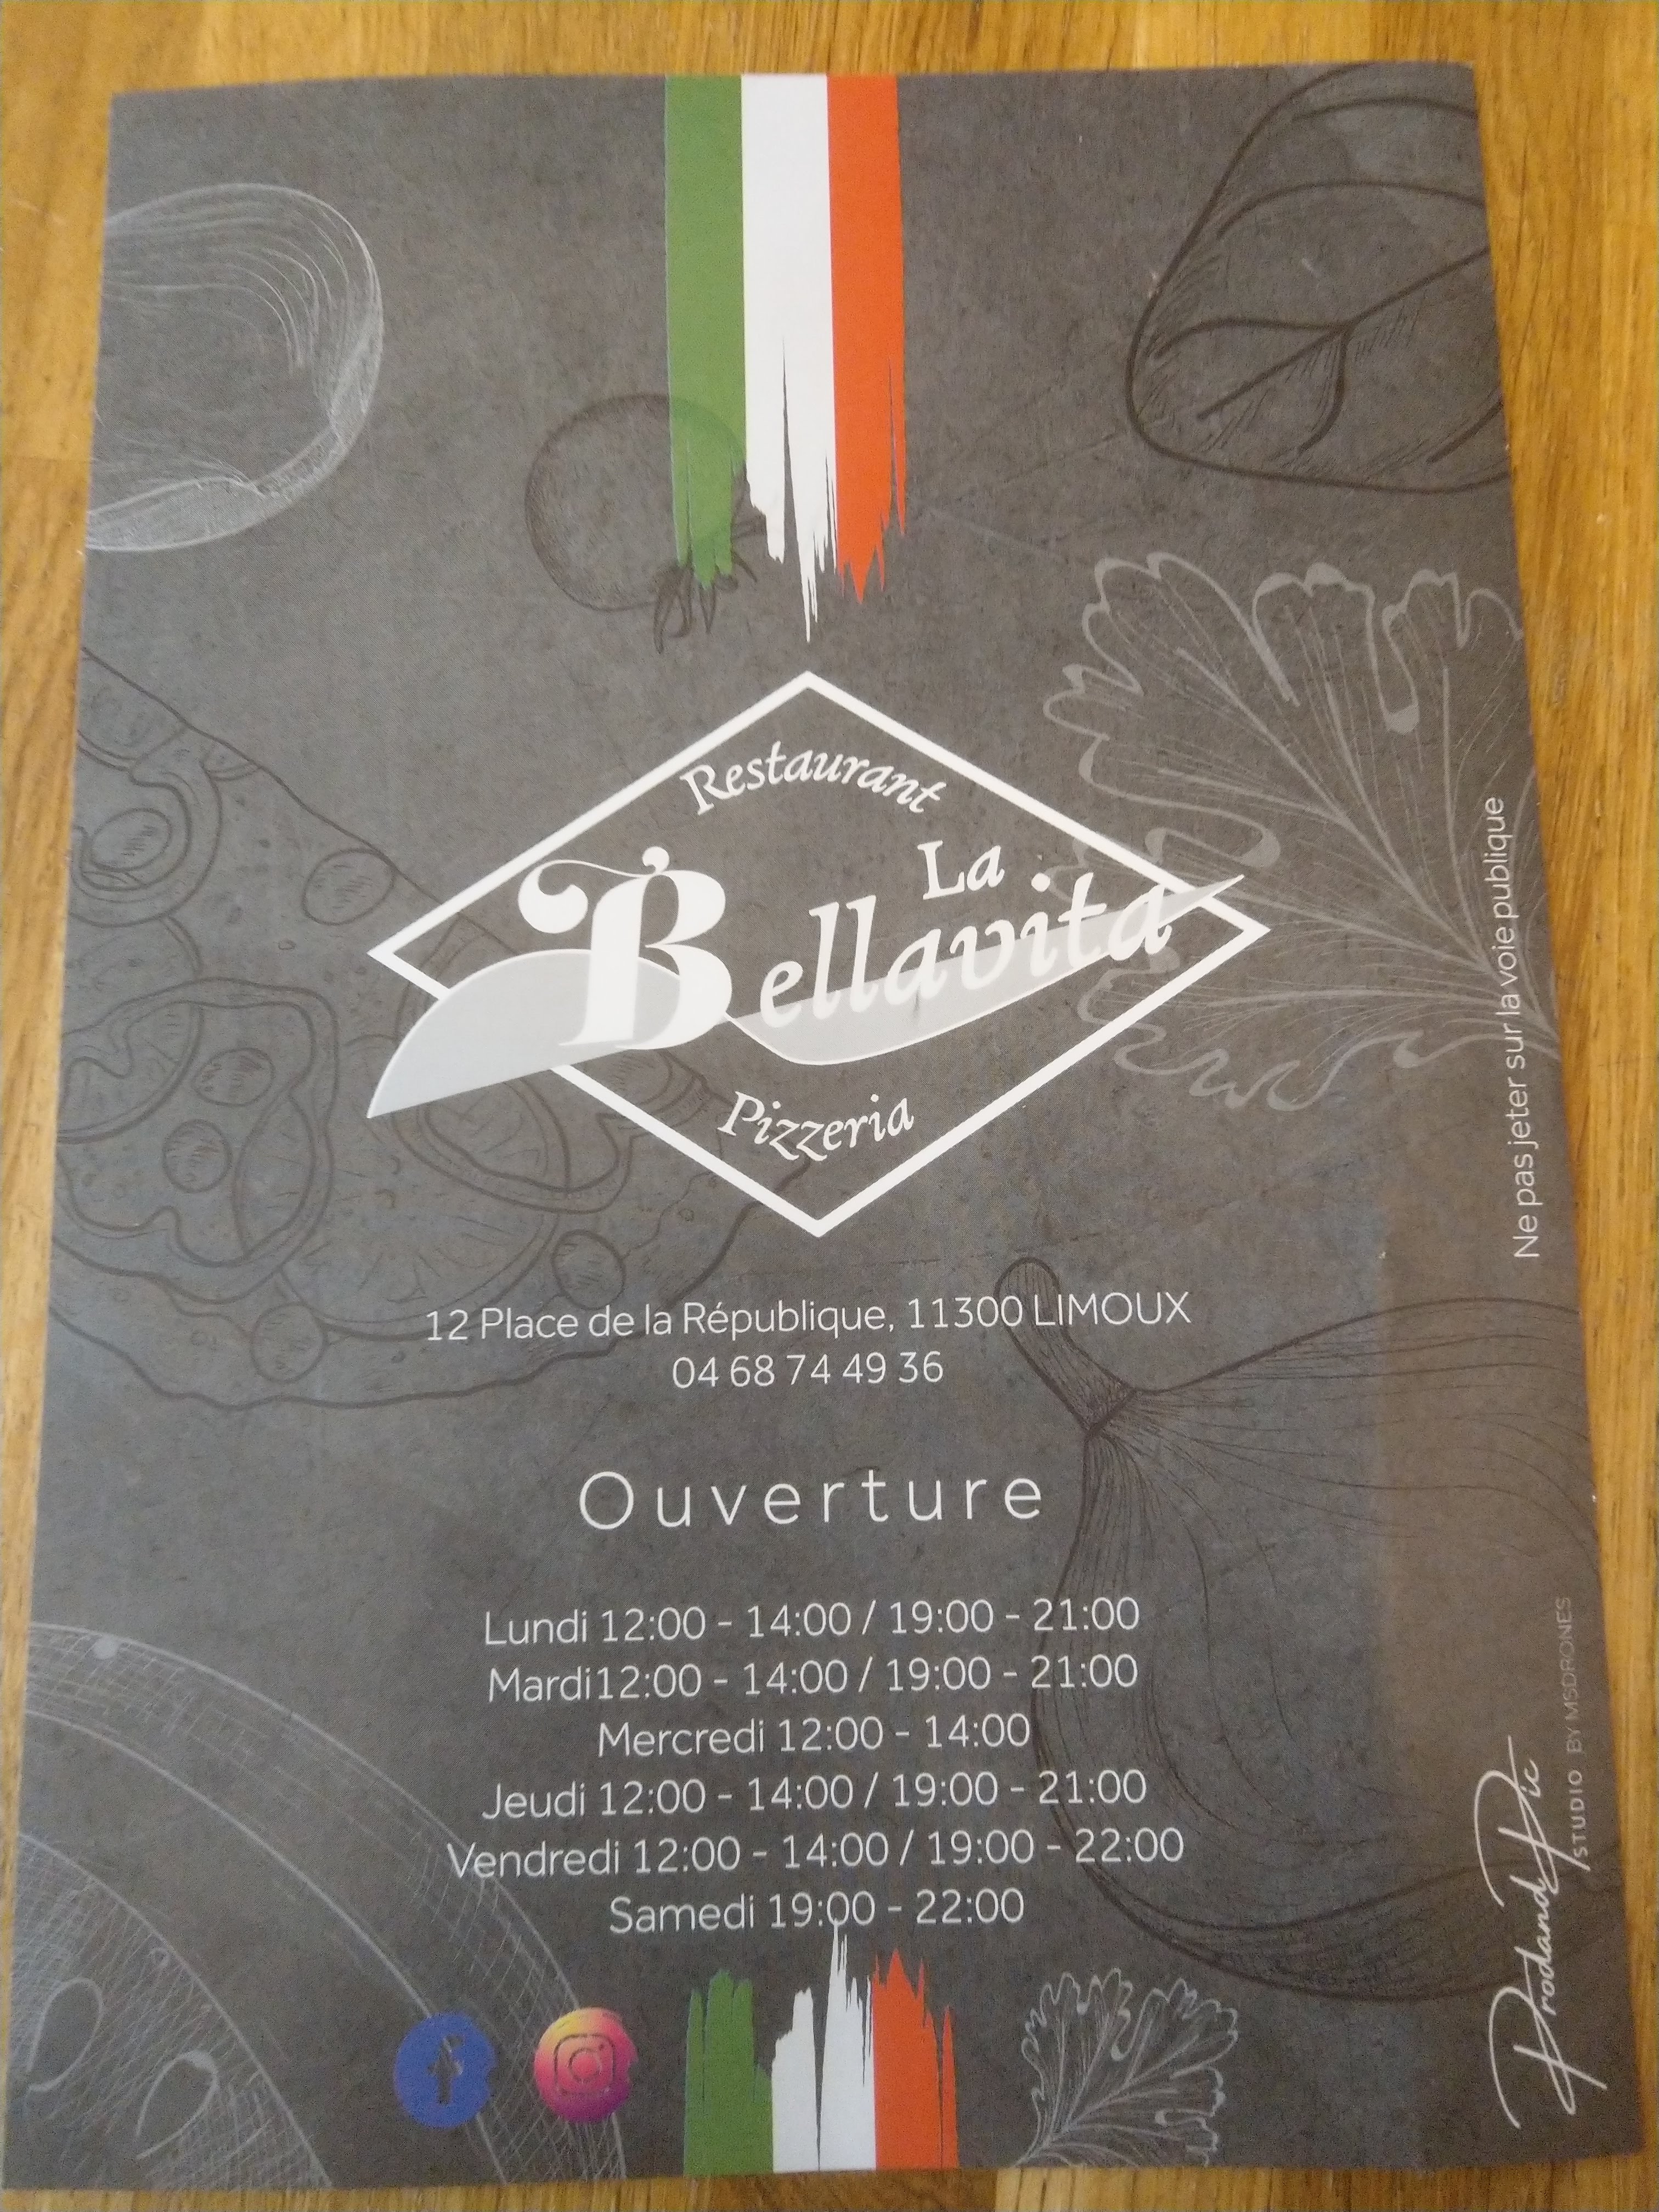 Restaurant
La
Bellavita
Pizzeria
12 Place de la République, 11300 LIMOUX
04 68 74 49 36
Ouverture
Lundi 12:00 - 14:00 / 19:00 - 21:00
Mardi12:00 - 14:00 / 19:00 - 21:00
Mercredi 12:00 - 14:00
Jeudi 12:00 - 14:00 / 19:00 - 21:00
Vendredi 12:00 - 14:00 / 19:00 - 22:00
Samedi 19:00 - 22:00
Ne pas jeter sur la voie publique
ProdandPic
STUDIO BY MSDRONES